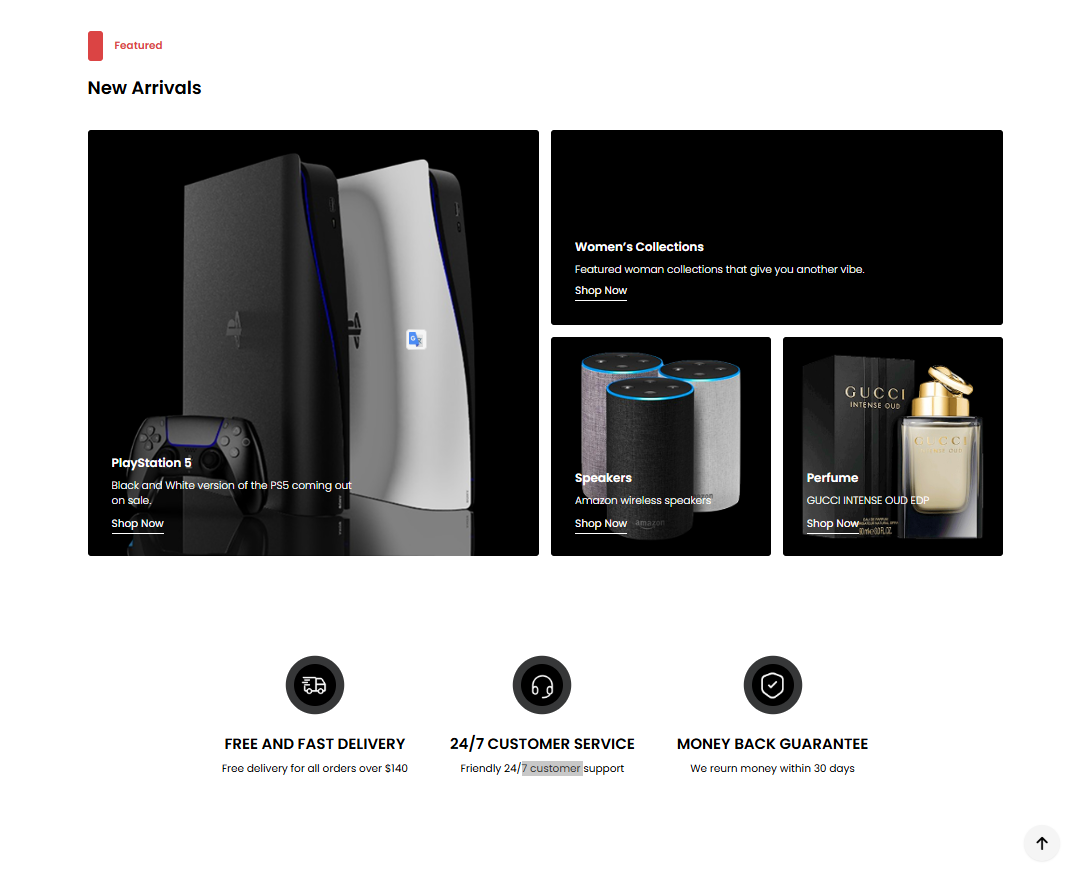 Featured
New Arrivals
PlayStation 5
Black and White version of the PS5 coming out
on sale.
Shop Now
Women’s Collections
Featured woman collections that give you another vibe.
Shop Now
amazon
Speakers
Amazon wireless speakers
Shop Now
GUCCI
INTENSE OUD
GUCCI
Perfume
GUCCI INTENSE OUD EDP
Shop Now
FREE AND FAST DELIVERY
Free delivery for all orders over $140
24/7 CUSTOMER SERVICE
Friendly 24/7 customer support
MONEY BACK GUARANTEE
We reurn money within 30 days